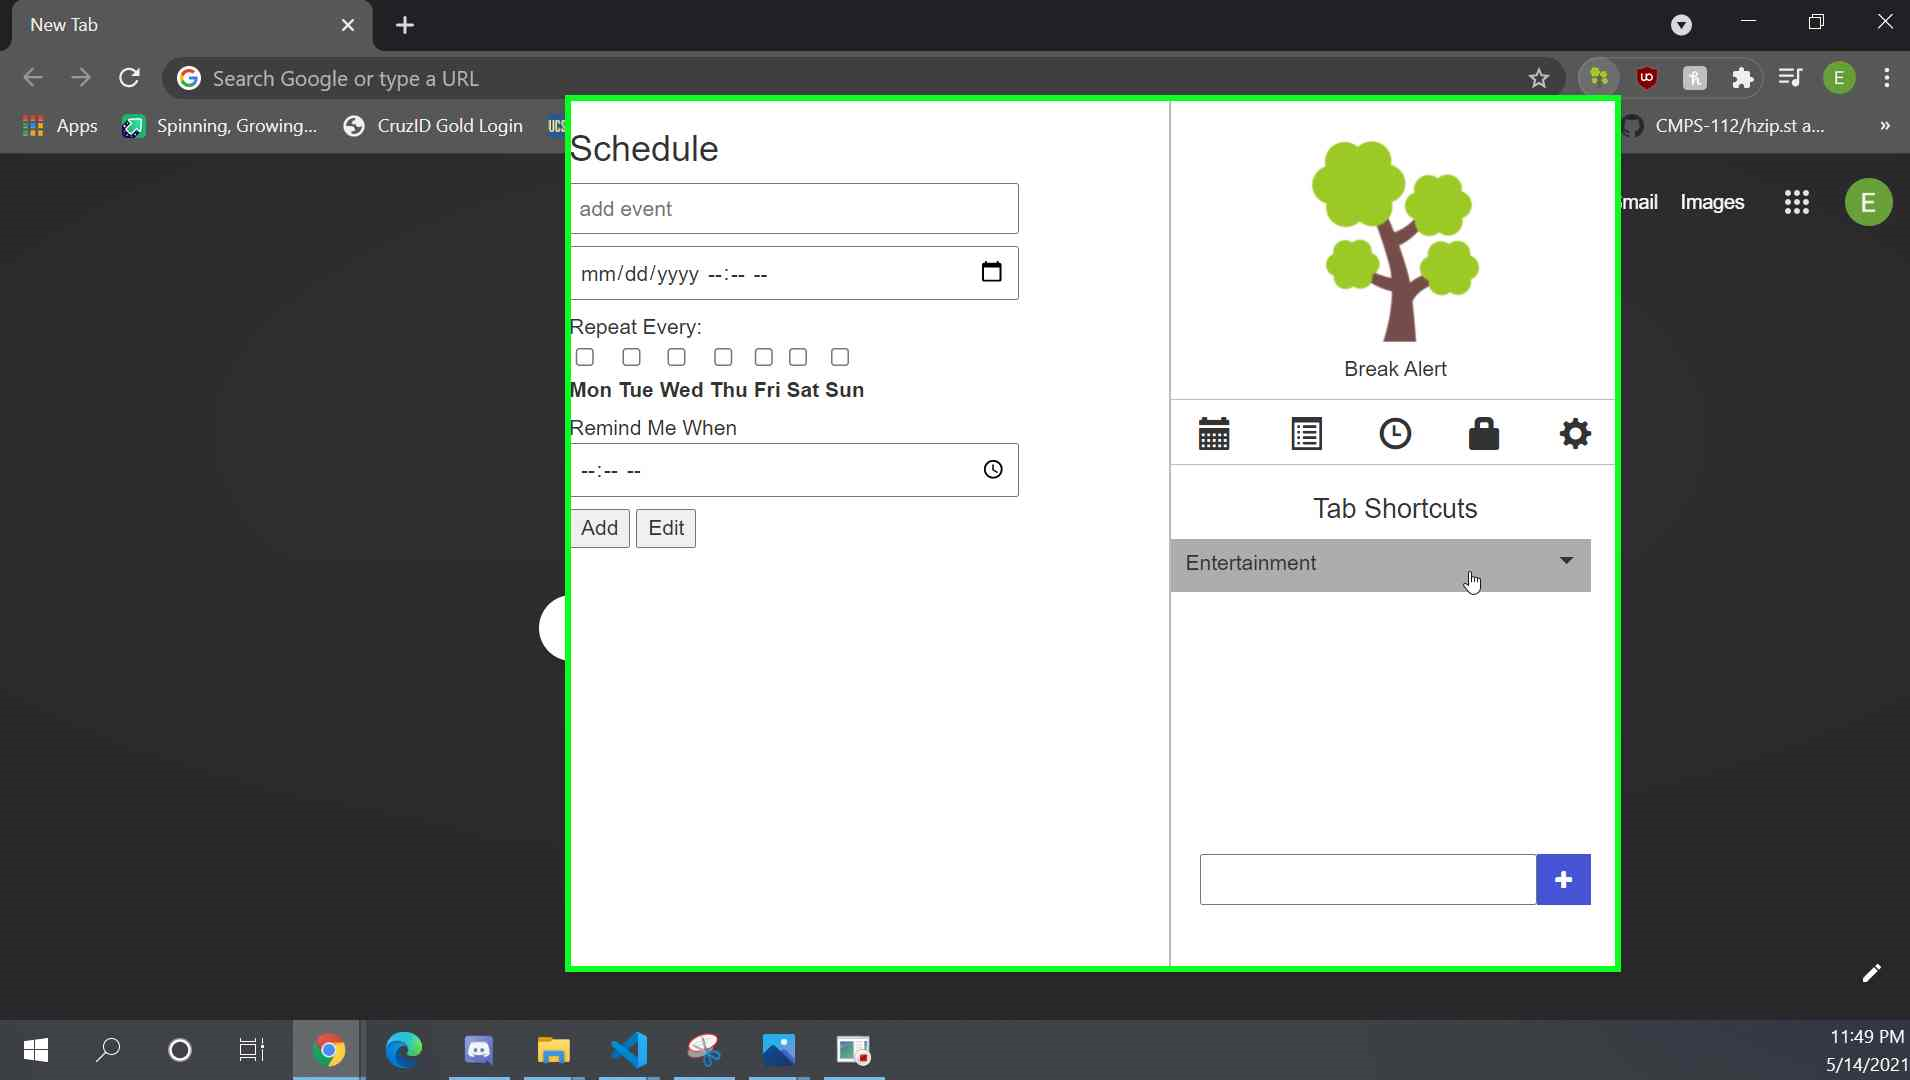 New Tab
Search Google or type a URL
Apps
Spinning, Growing...
CruzID Gold Login
UCS
CMPS-112/hzip.st a...
»
mail
Images
E
E
Schedule
add event
mm/dd/yyyy --:-- --
Repeat Every:
Mon Tue Wed Thu Fri Sat Sun
Remind Me When
--:-- --
Add
Edit
Break Alert
Tab Shortcuts
Entertainment
+
11:49 PM
5/14/2021